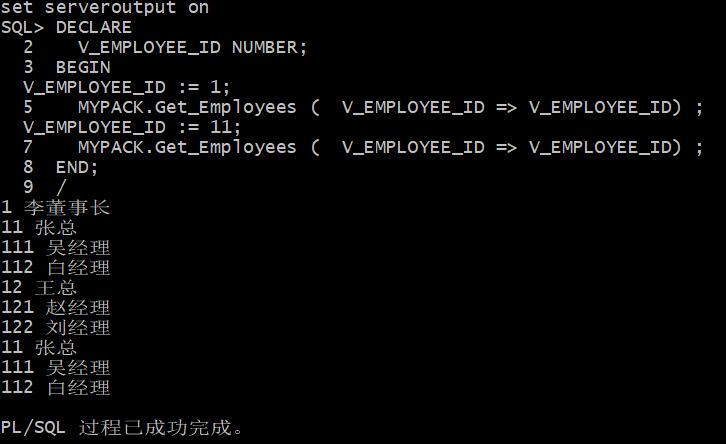 set serveroutput on
SQL> DECLARE
  2    V_EMPLOYEE_ID NUMBER;
  3  BEGIN
  V_EMPLOYEE_ID := 1;
  5    MYPACK.Get_Employees (  V_EMPLOYEE_ID => V_EMPLOYEE_ID) ;
  V_EMPLOYEE_ID := 11;
  7    MYPACK.Get_Employees (  V_EMPLOYEE_ID => V_EMPLOYEE_ID) ;
  8  END;
  9  /
1 李董事长
11 张总
111 吴经理
112 白经理
12 王总
121 赵经理
122 刘经理
11 张总
111 吴经理
112 白经理
PL/SQL 过程已成功完成。